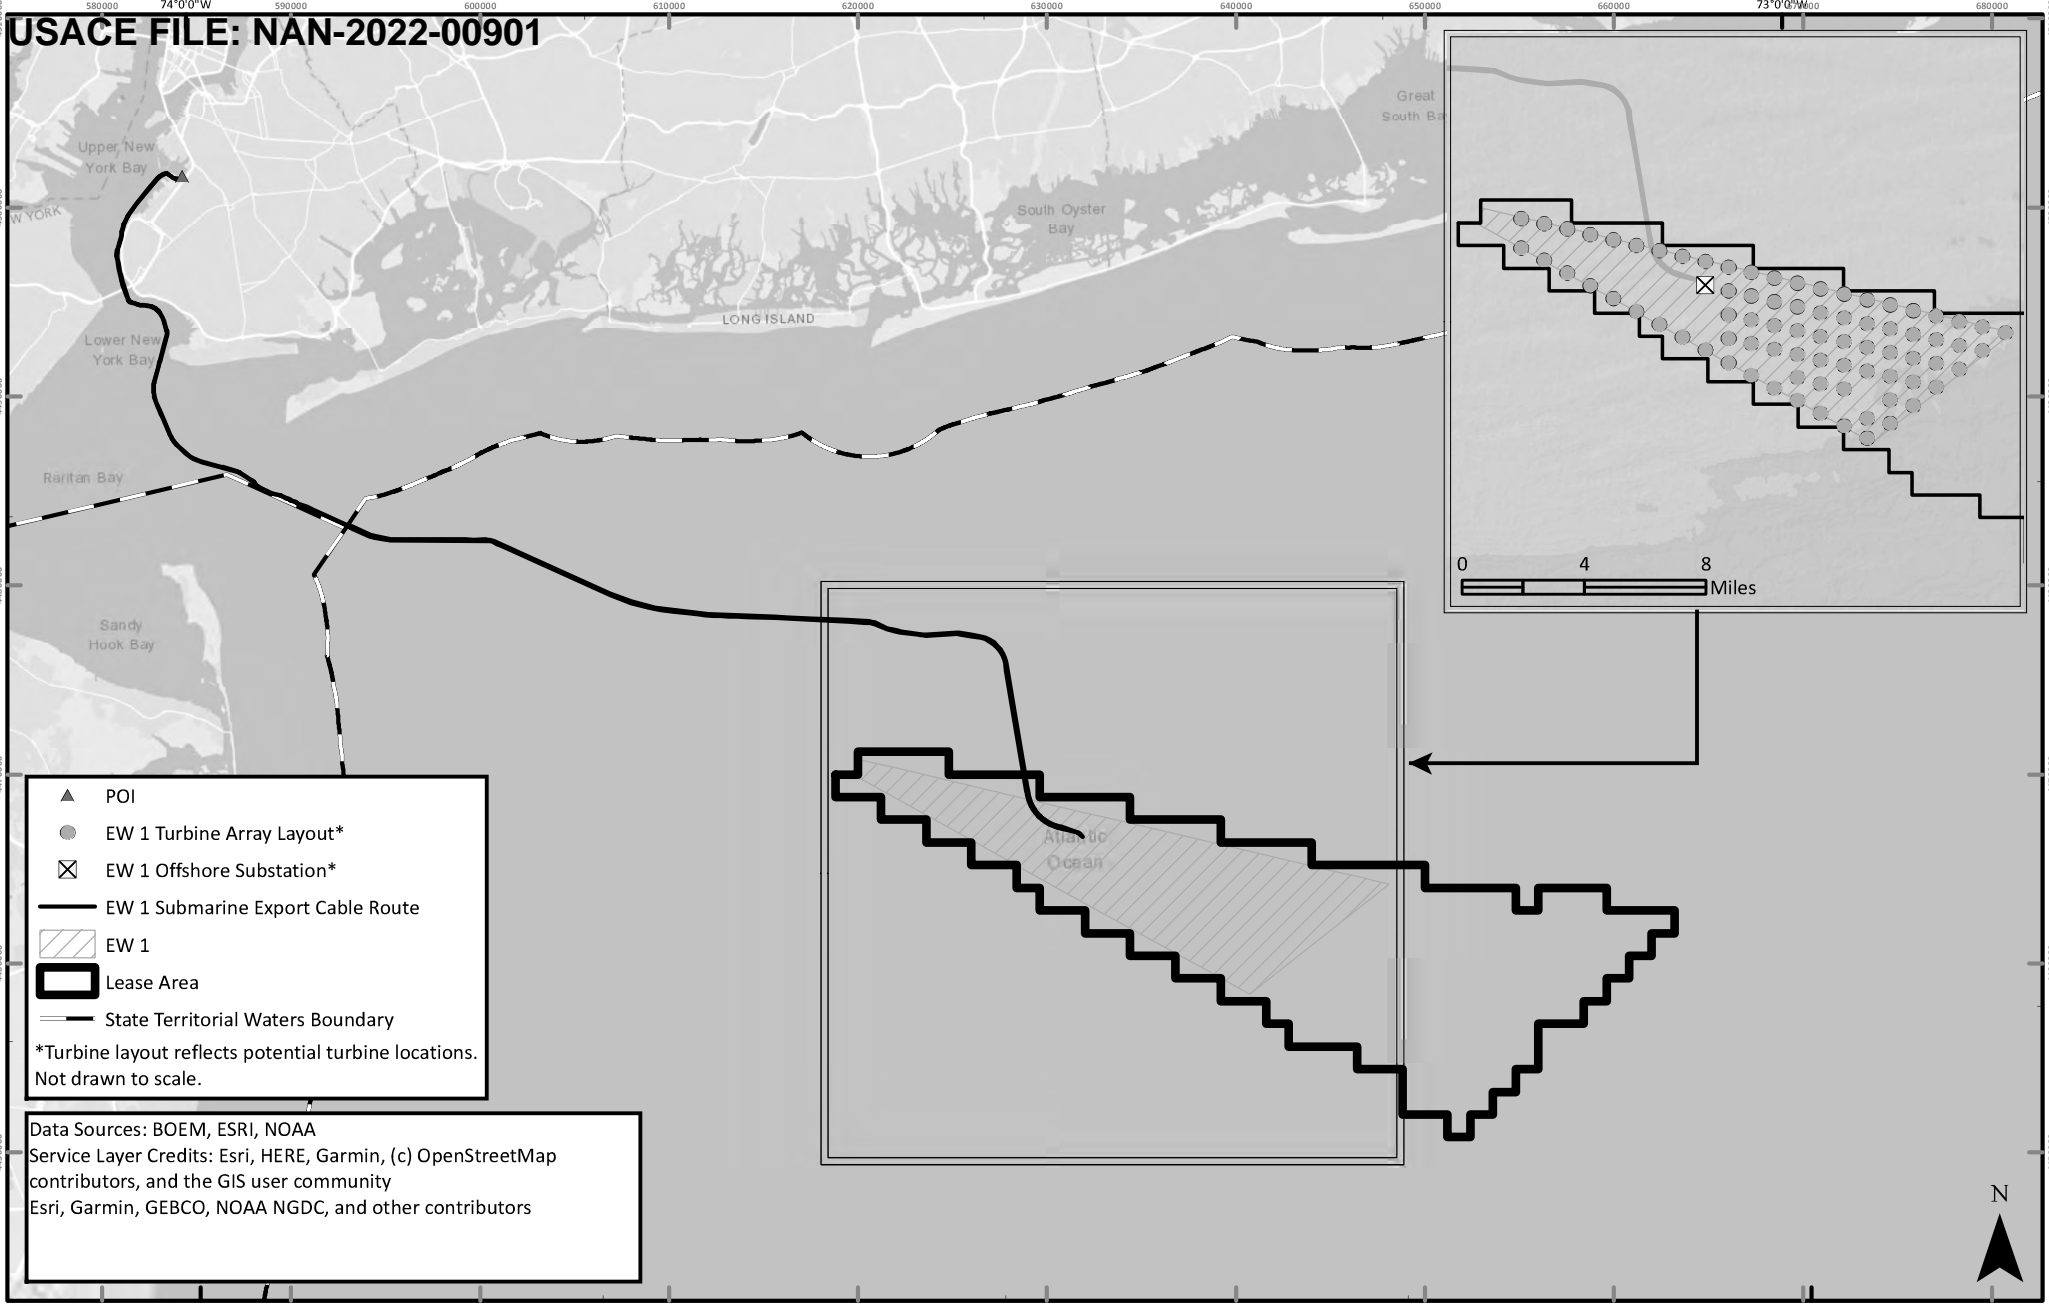 580000
74°0'0"W
590000
600000
610000
620000
630000
640000
650000
660000
73°0'0"W
680000
USACE FILE: NAN-2022-00901
Upper New
York Bay
W YORK
Great
South Ba
South Oyster
Bay
LONG ISLAND
Lower New
York Bay
Raritan Bay
Sandy
Hook Bay
0
4
8
Miles
Atlantic
Ocean
POI
EW 1 Turbine Array Layout*
EW 1 Offshore Substation*
EW 1 Submarine Export Cable Route
EW 1
Lease Area
State Territorial Waters Boundary
*Turbine layout reflects potential turbine locations.
Not drawn to scale.
Data Sources: BOEM, ESRI, NOAA
Service Layer Credits: Esri, HERE, Garmin, (c) OpenStreetMap
contributors, and the GIS user community
Esri, Garmin, GEBCO, NOAA NGDC, and other contributors
N